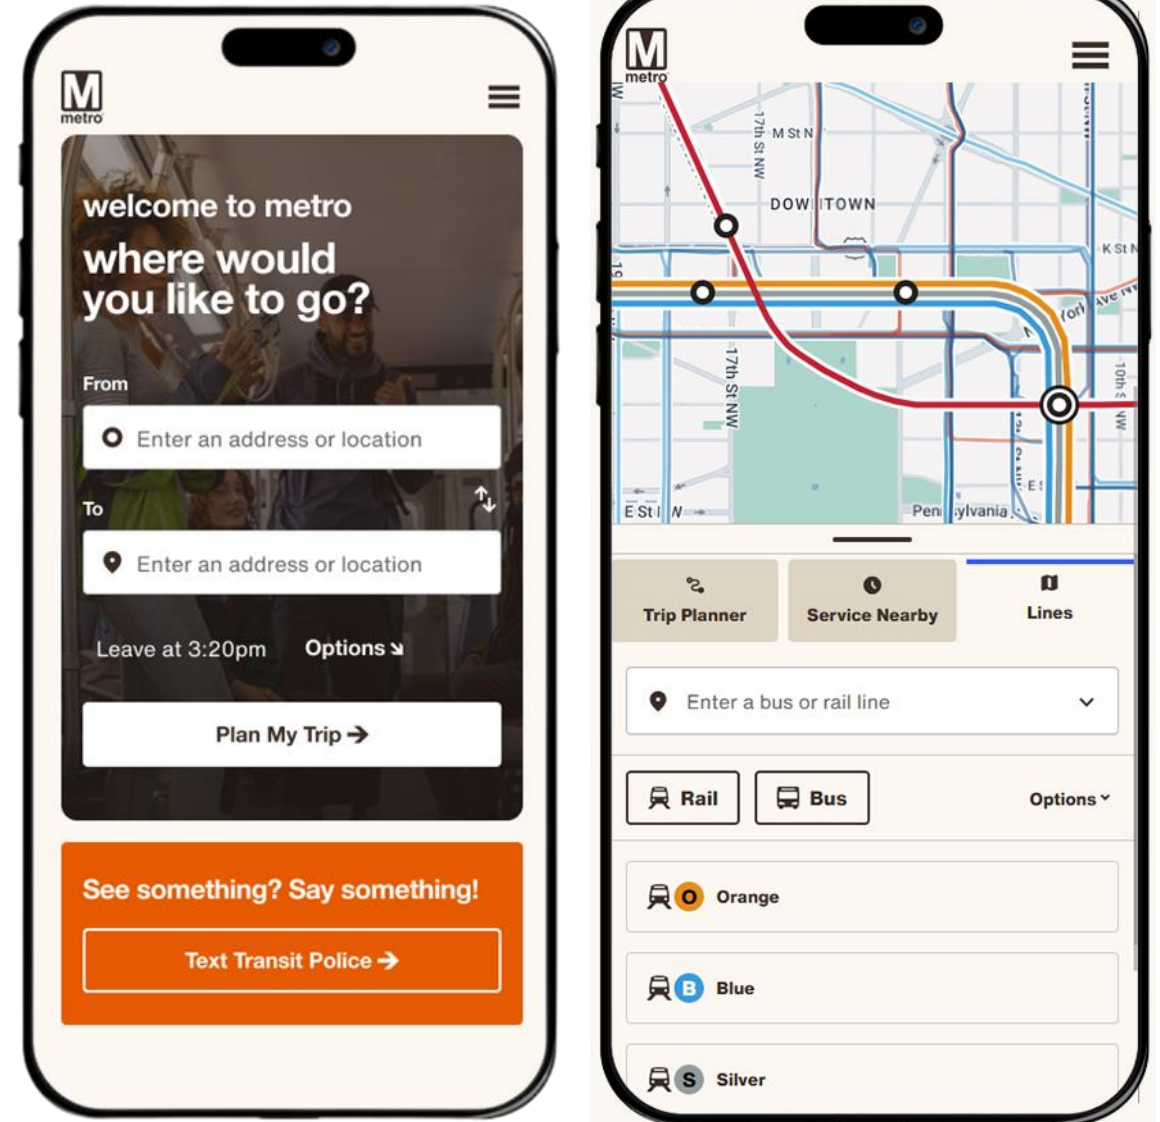 M
metro
welcome to metro
where would
you like to go?
From
Enter an address or location
To
Enter an address or location
Leave at 3:20pm
Options
Plan My Trip
See something? Say something!
Text Transit Police
M
metro
17th St NW
M St N
DOWNTOWN
K St N
19
York Ave N
17th St NW
10th S NW
E St
E St N
Pennsylvania
Trip Planner
Service Nearby
Lines
Enter a bus or rail line
Rail
Bus
Options
O Orange
B Blue
S Silver